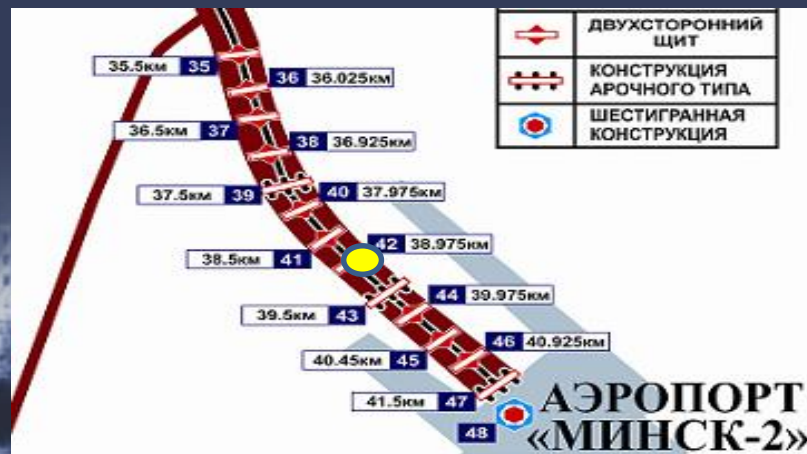 ДВУХСТОРОННИЙ
ЩИТ
КОНСТРУКЦИЯ
АРОЧНОГО ТИПА
ШЕСТИГРАННАЯ
КОНСТРУКЦИЯ
35.5км 35
36 36.025км
36.5км 37
38 36.925км
37.5км 39
40 37.975км
38.5км 41
42 38.975км
39.5км 43
44 39.975км
40.45км 45
46 40.925км
41.5км 47
48
АЭРОПОРТ
«МИНСК-2»